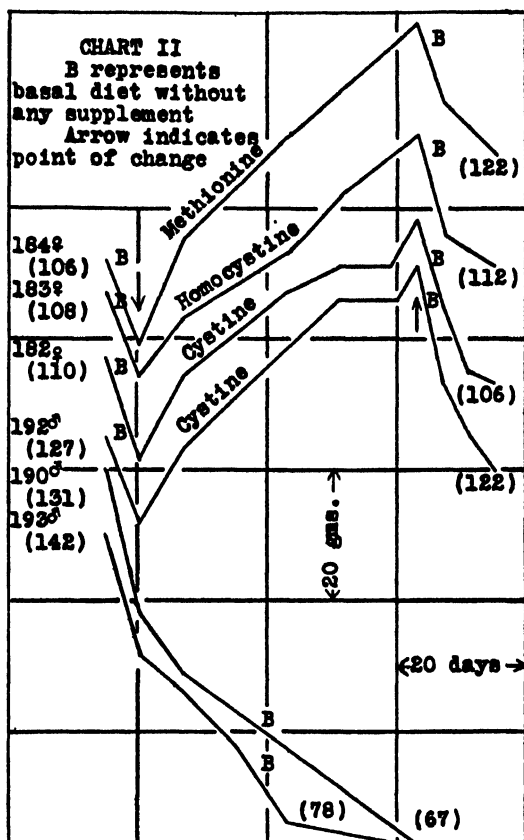 CHART II
B represents
basal diet without
any supplement
Arrow indicates
point of change
B
Methionine
(122)
184♀
(106)
B
B
Homocystine
183♀
(108)
B
(112)
B
Cystine
182♀
(110)
B
B
Cystine
(106)
192♂
(127)
B
190♂
(131)
(122)
20 gms.
193♂
(142)
20 days
B
B
(78)
(67)